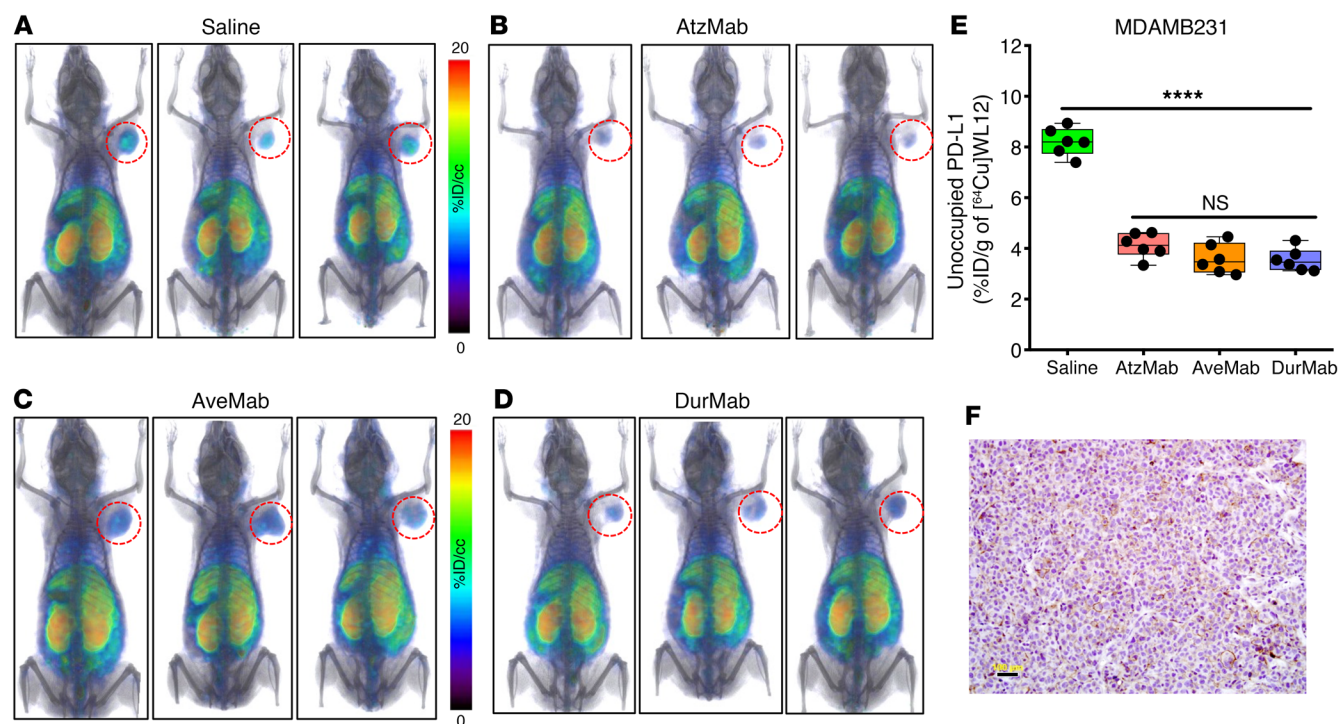 A
Saline
20
%ID/cc
0
B
AtzMab
E
MDAMB231
Unoccupied PD-L1
(%ID/g of [⁶⁴Cu]WL12)
12
10
8
6
4
2
0
****
NS
Saline AtzMab AveMab DurMab
C
AveMab
20
%ID/cc
0
D
DurMab
F